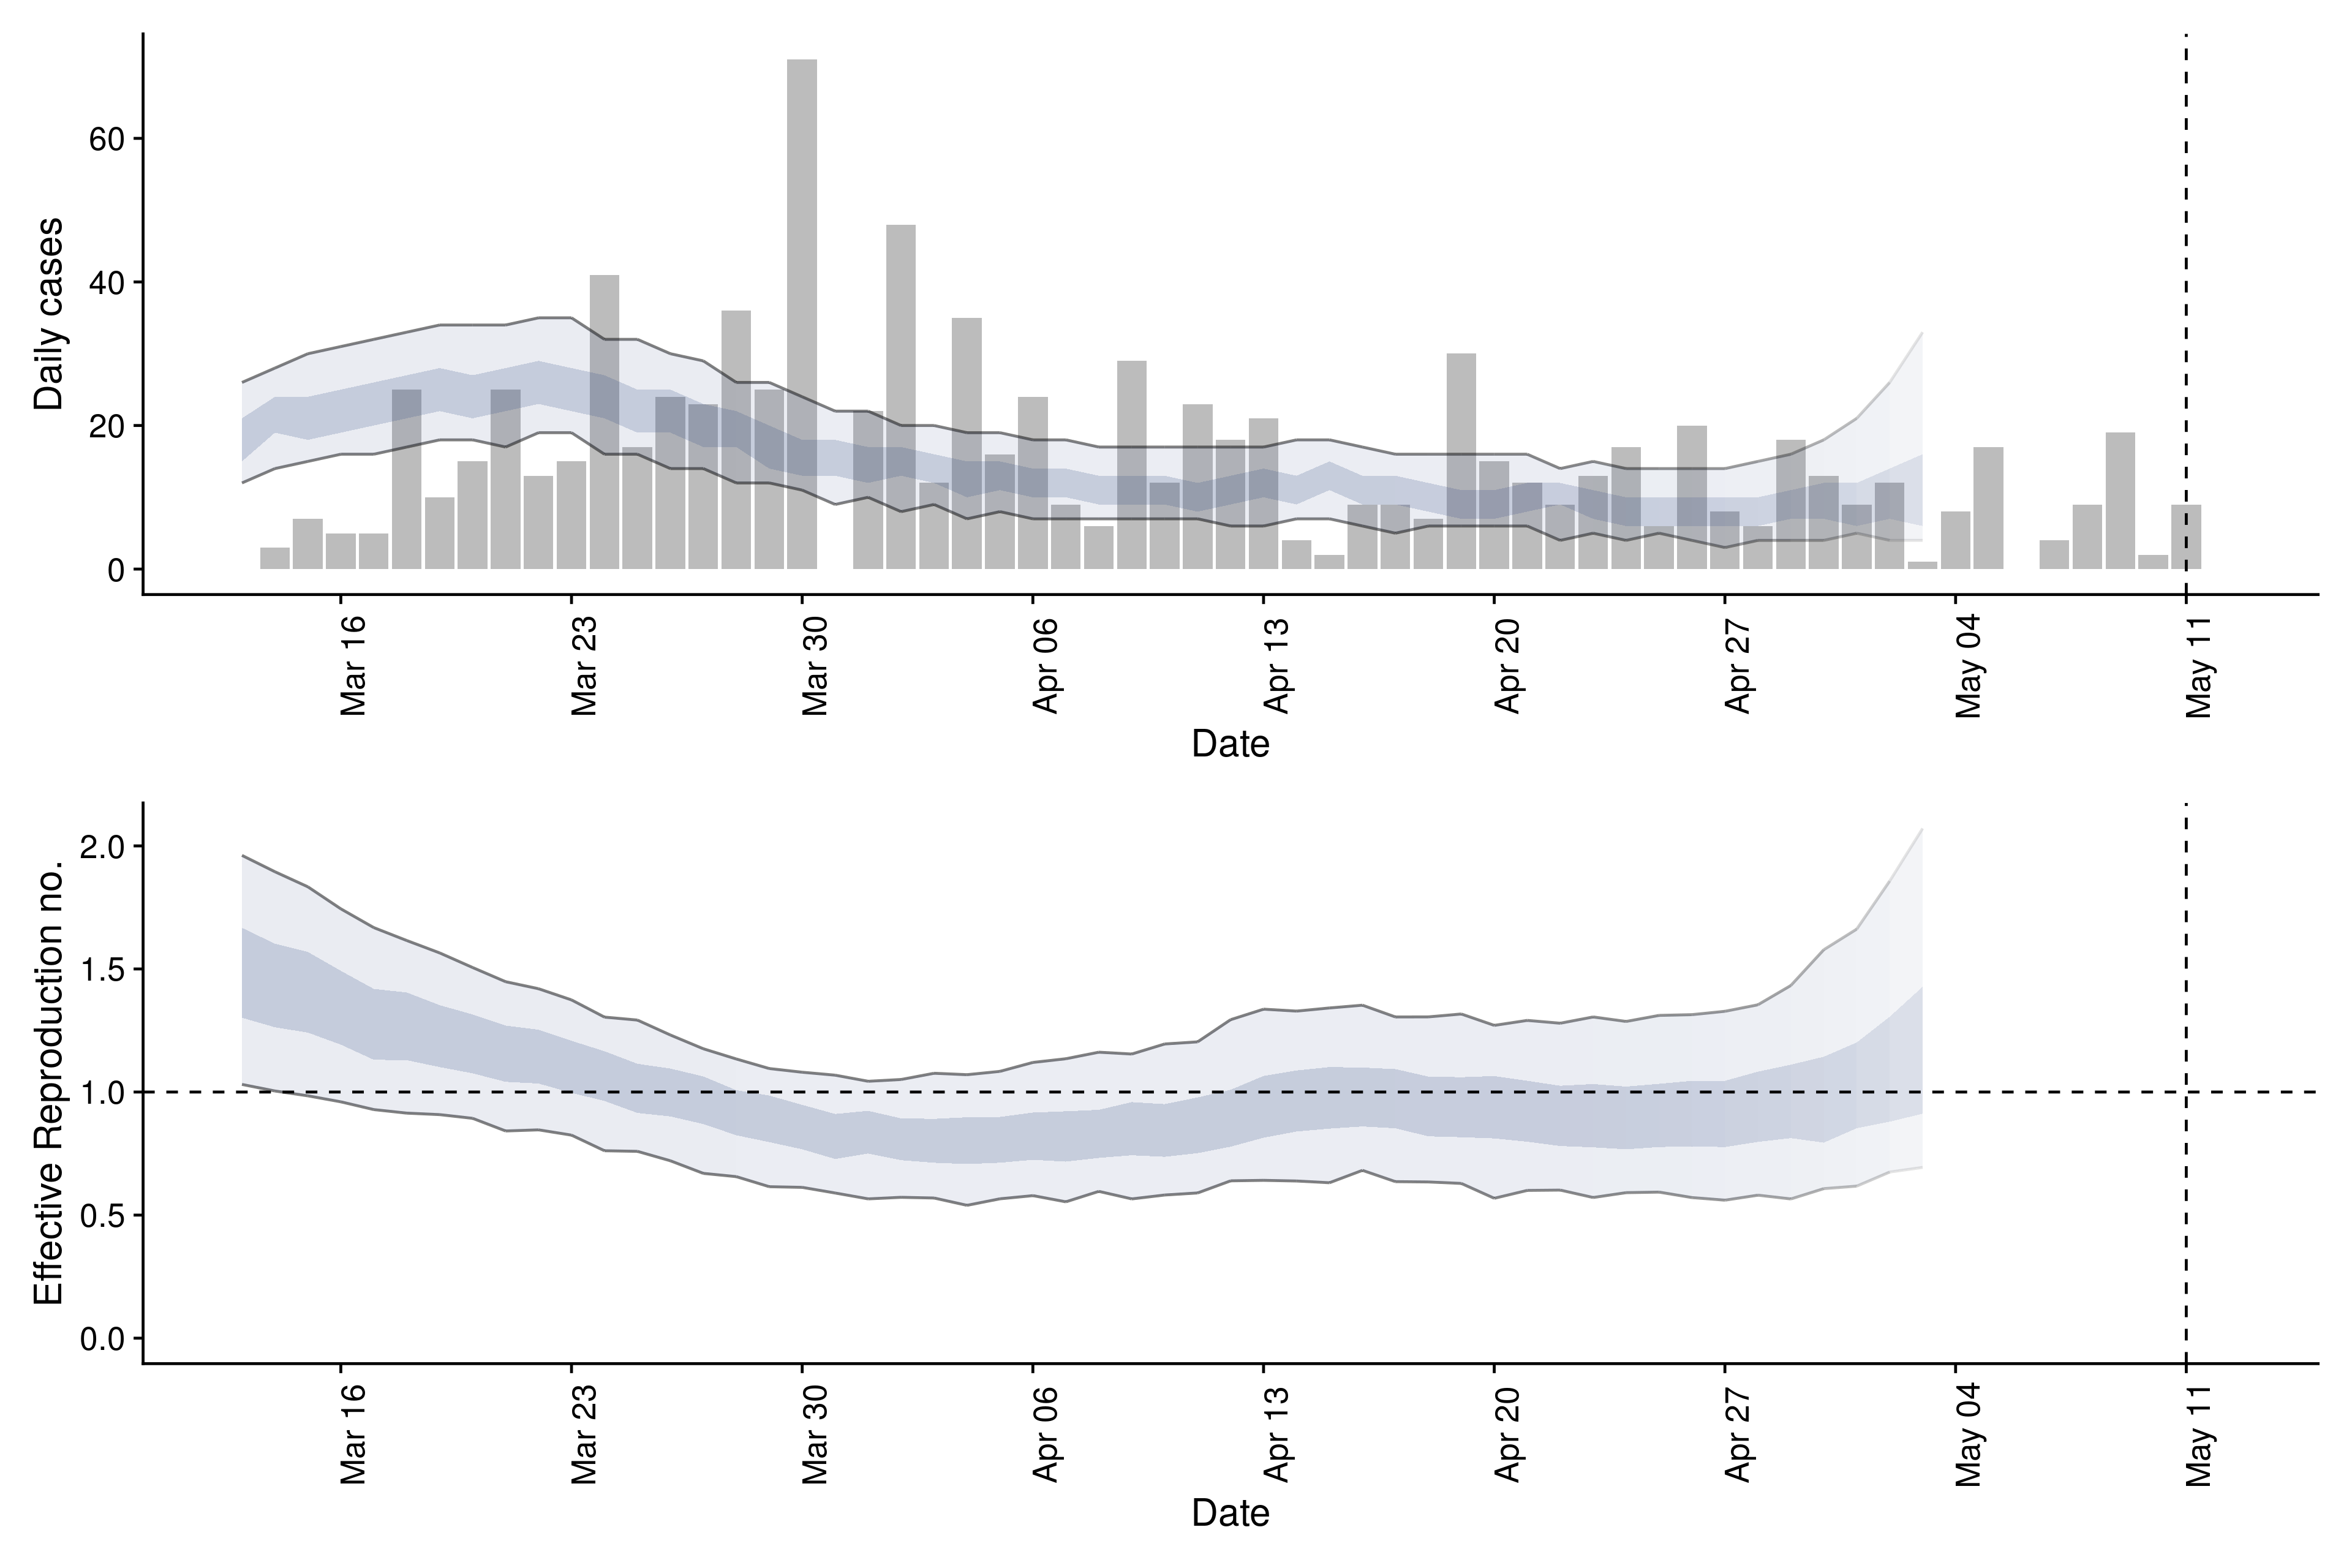 Daily cases
60
40
20
0
Mar 16
Mar 23
Mar 30
Apr 06
Apr 13
Apr 20
Apr 27
May 04
May 11
Date
Effective Reproduction no.
2.0
1.5
1.0
0.5
0.0
Mar 16
Mar 23
Mar 30
Apr 06
Apr 13
Apr 20
Apr 27
May 04
May 11
Date